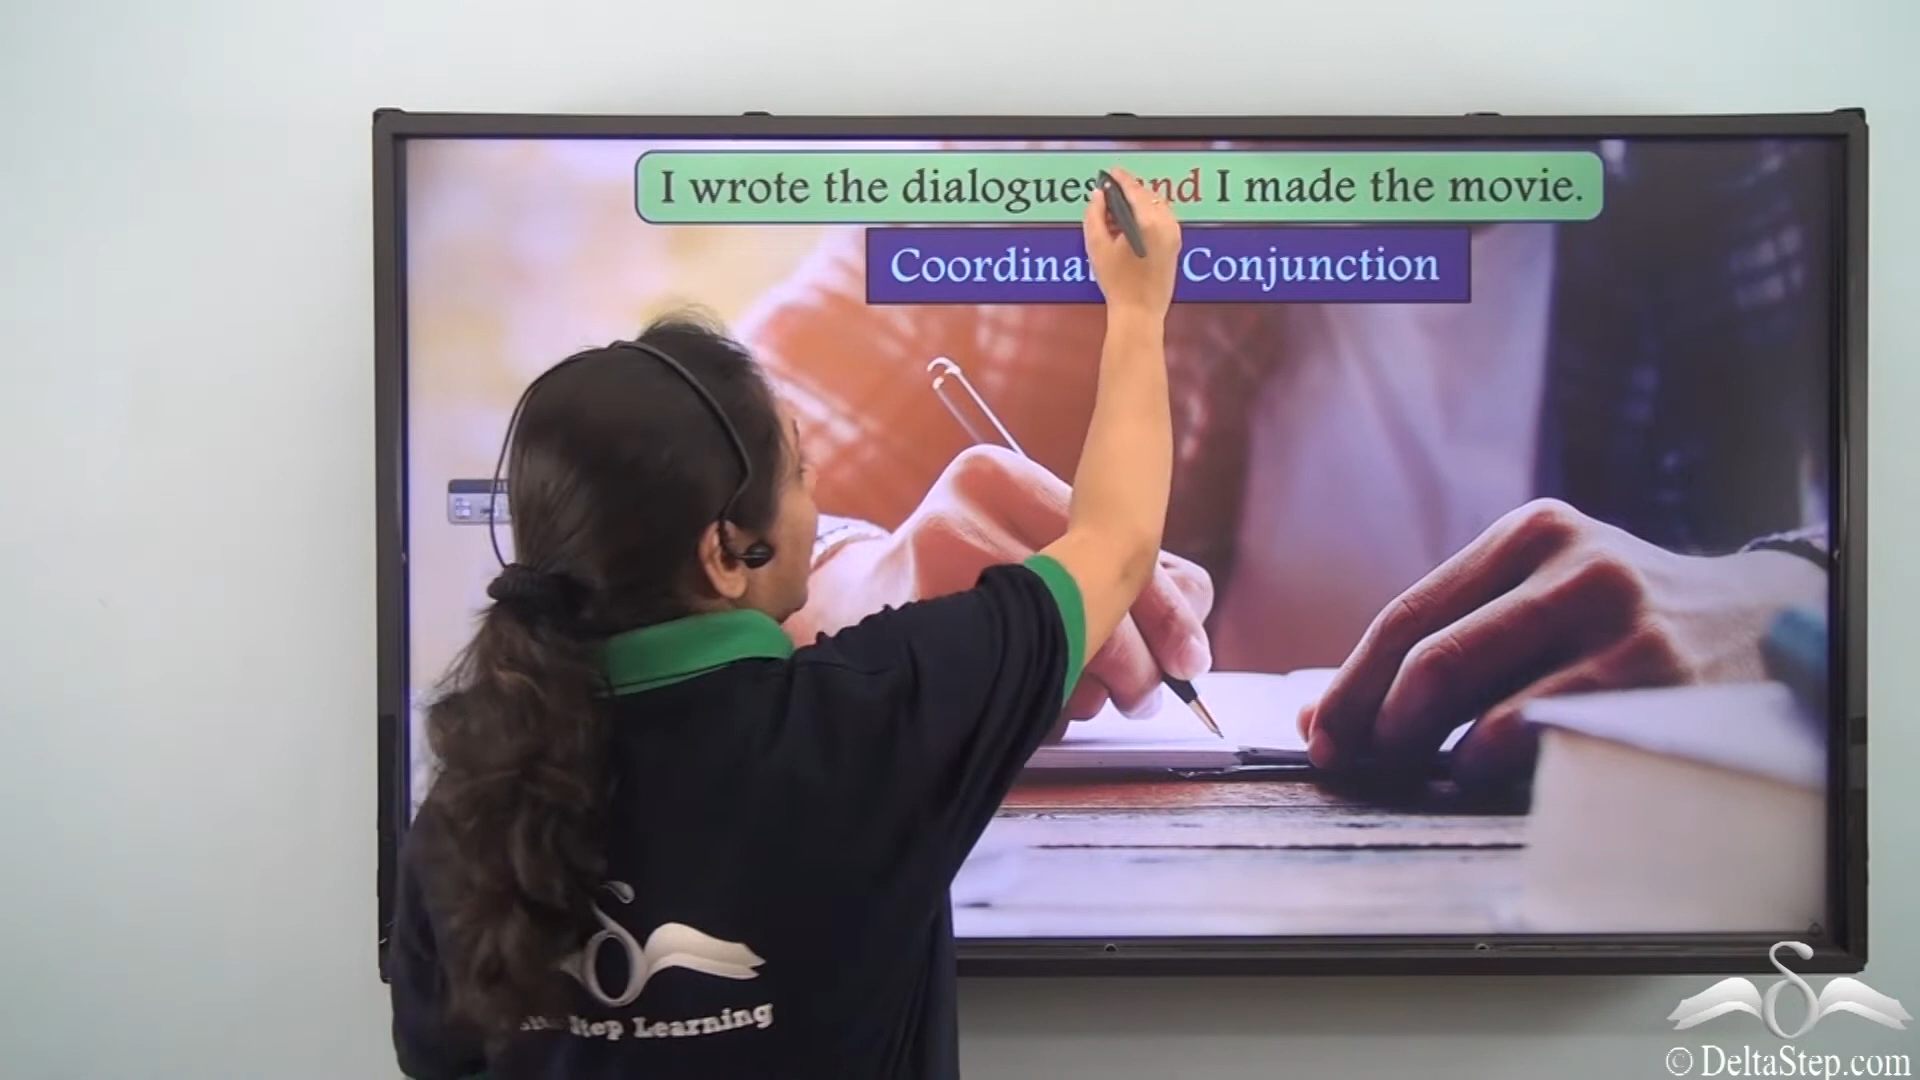 I wrote the dialogues and I made the movie.
Coordinat Conjunction
Step Learning
© DeltaStep.com